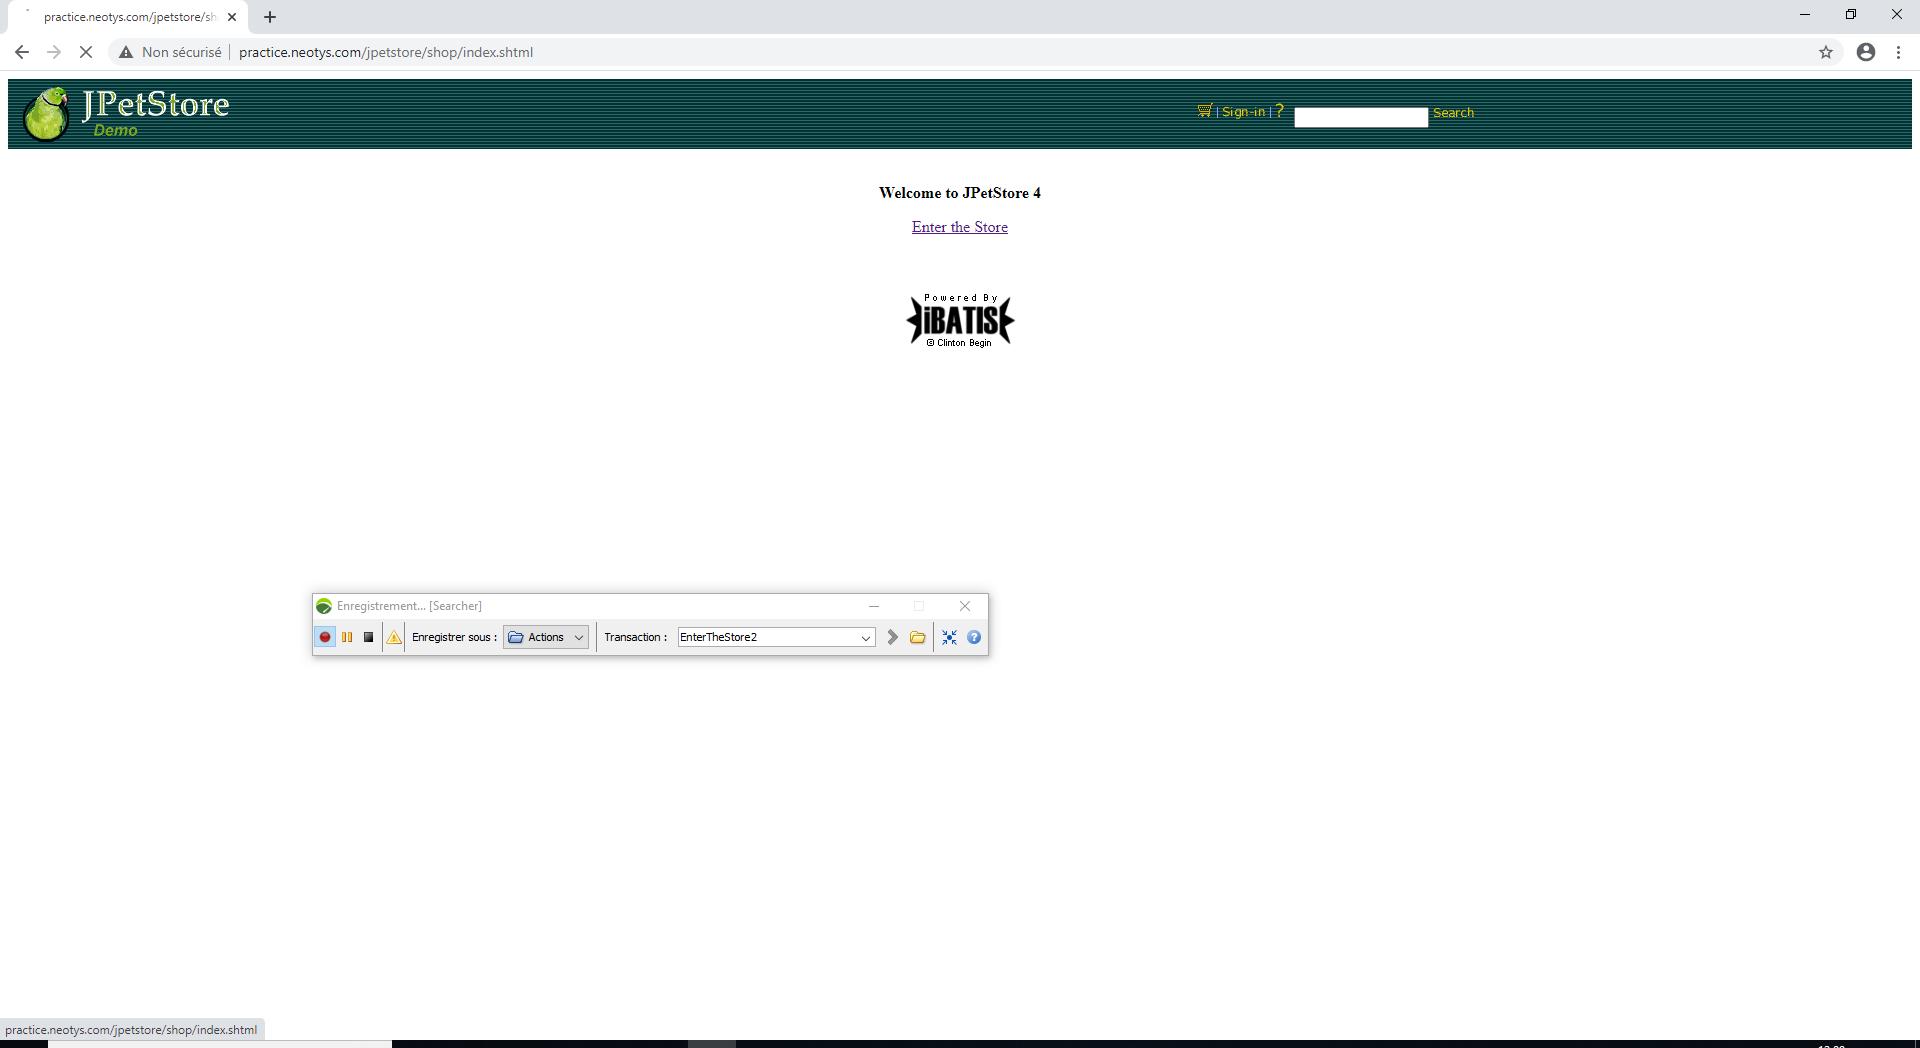 practice.neotys.com/jpetstore/sh
Non sécurisé practice.neotys.com/jpetstore/shop/index.shtml
JPetStore
Demo
| Sign-in | ? Search
Welcome to JPetStore 4
Enter the Store
Powered By
iBATIS
© Clinton Begin
Enregistrement... [Searcher]
Enregistrer sous : Actions Transaction : EnterTheStore2
practice.neotys.com/jpetstore/shop/index.shtml